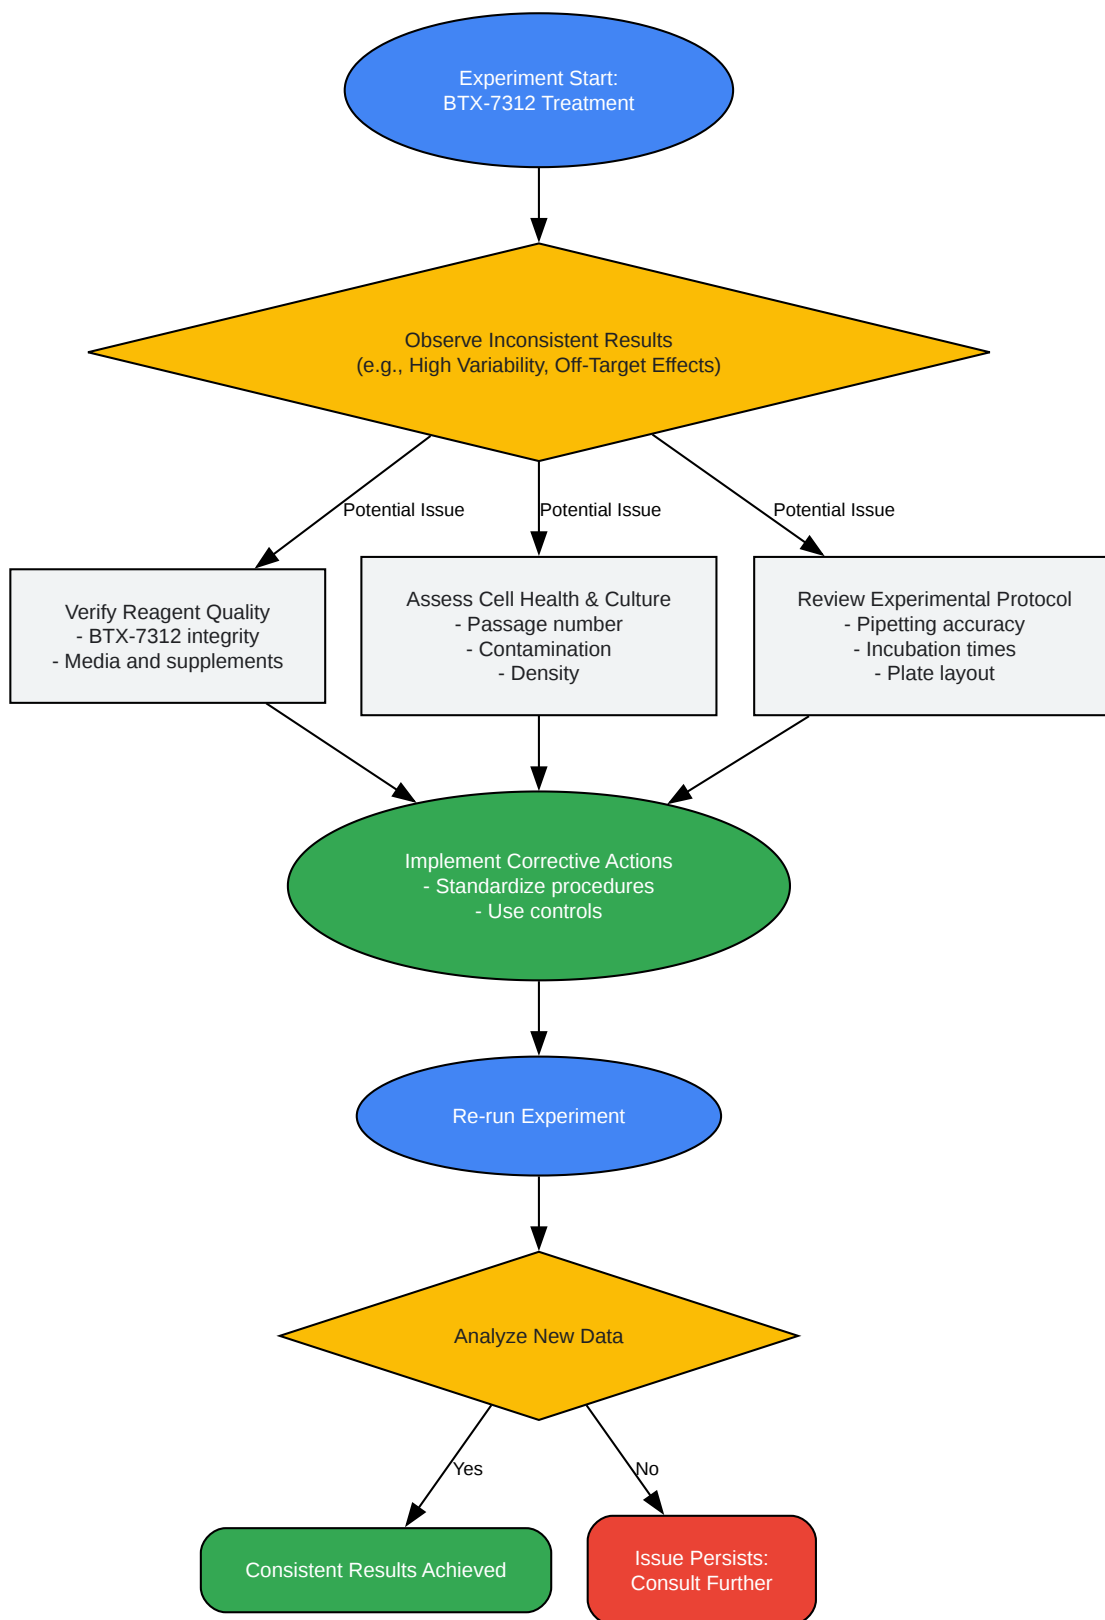 Experiment Start:
BTX-7312 Treatment
Observe Inconsistent Results
(e.g., High Variability, Off-Target Effects)
Potential Issue
Potential Issue
Potential Issue
Verify Reagent Quality
- BTX-7312 integrity
- Media and supplements
Assess Cell Health & Culture
- Passage number
- Contamination
- Density
Review Experimental Protocol
- Pipetting accuracy
- Incubation times
- Plate layout
Implement Corrective Actions
- Standardize procedures
- Use controls
Re-run Experiment
Analyze New Data
Yes
No
Consistent Results Achieved
Issue Persists:
Consult Further